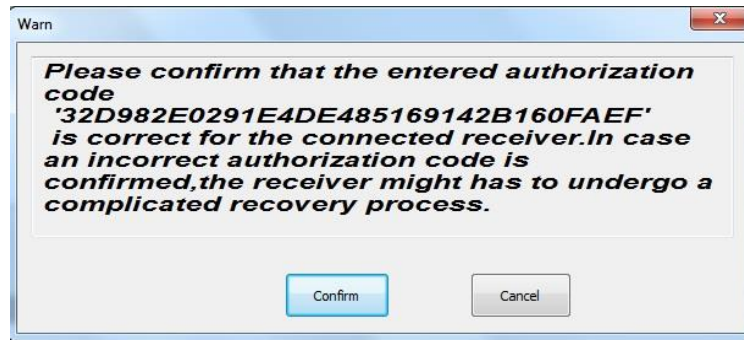 Warn
x
Please confirm that the entered authorization
code
'32D982E0291E4DE485169142B160FAEF'
is correct for the connected receiver.In case
an incorrect authorization code is
confirmed,the receiver might has to undergo a
complicated recovery process.
Confirm
Cancel